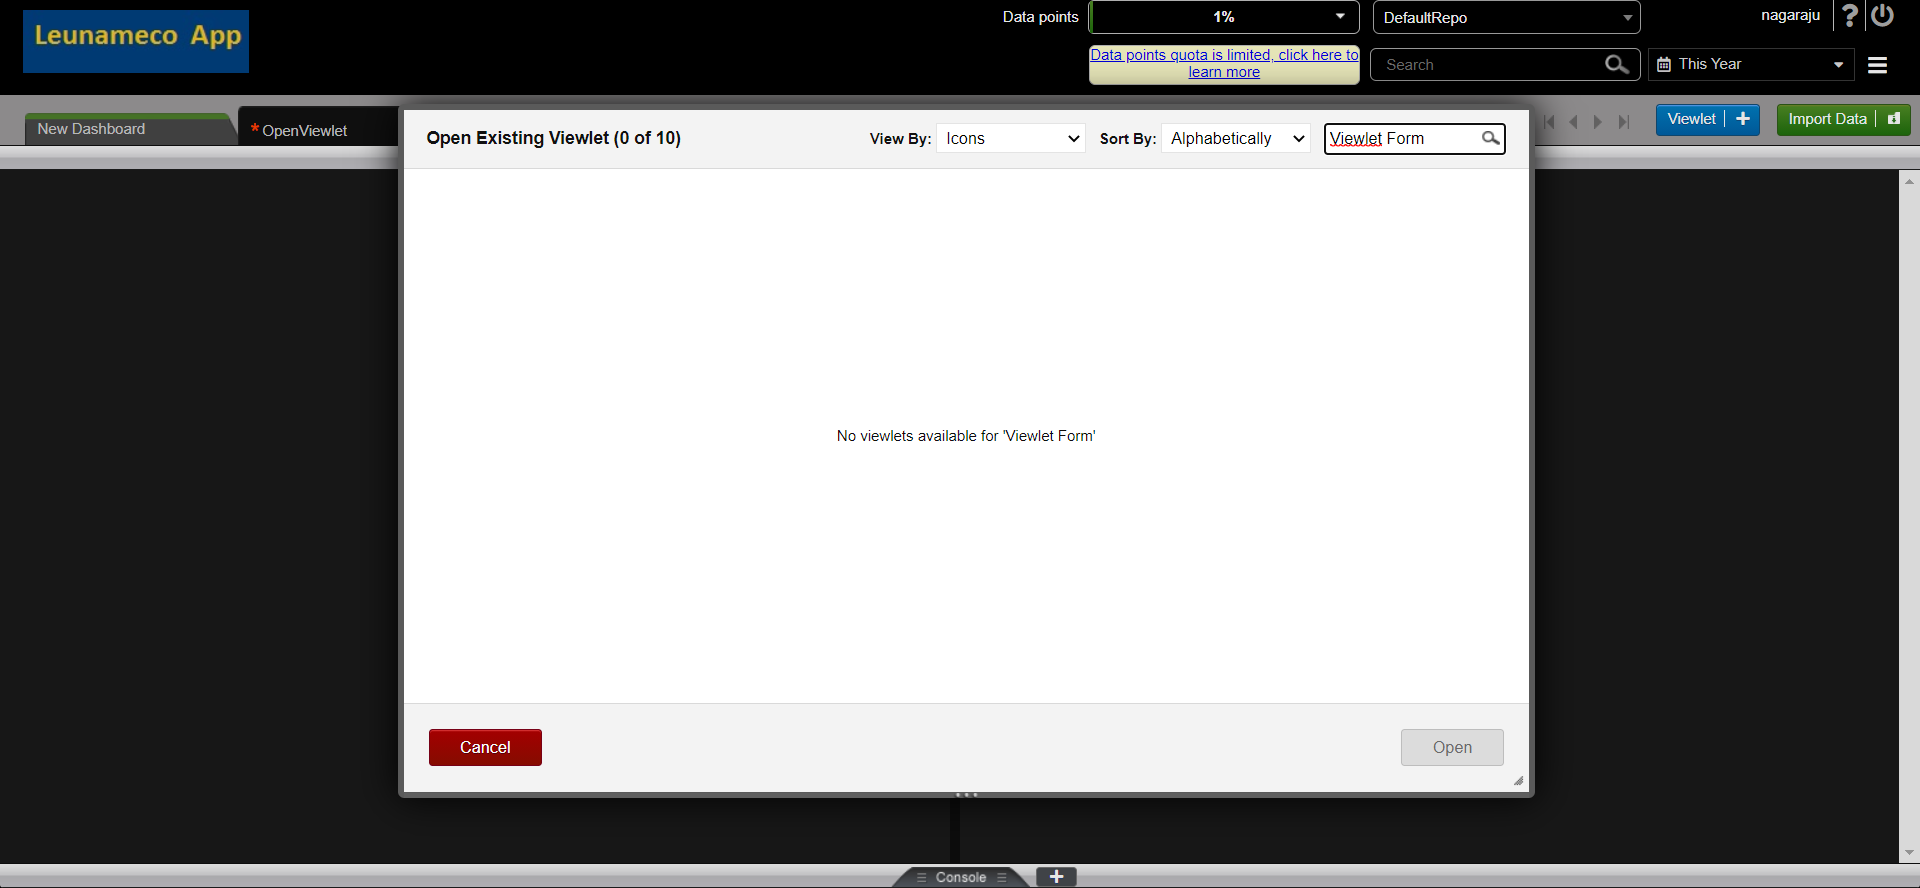 Leunameco App
Data points
1%
DefaultRepo
nagaraju
?
Data points quota is limited, click here to
learn more
Search
This Year
New Dashboard
* OpenViewlet
Viewlet
Import Data
Open Existing Viewlet (0 of 10)
View By:
Icons
Sort By:
Alphabetically
Viewlet Form
No viewlets available for 'Viewlet Form'
Cancel
Open
Console